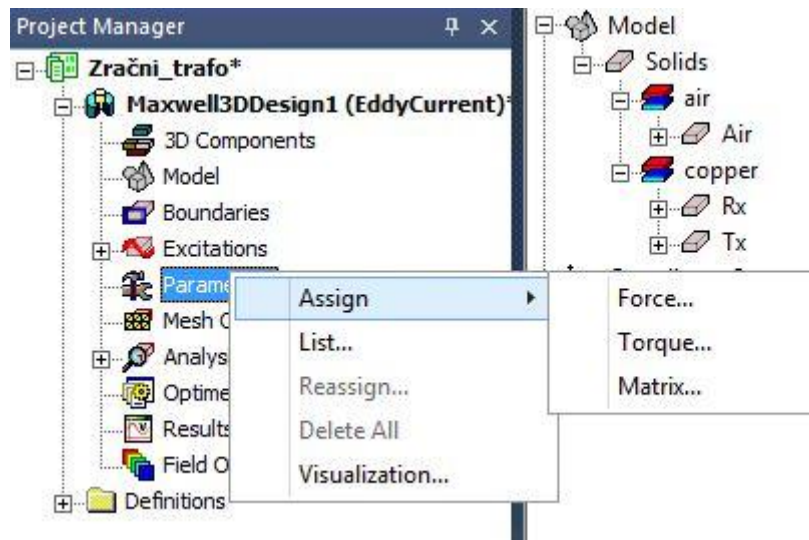 Project Manager
Zračni_trafo*
Maxwell3DDesign1 (EddyCurrent)*
3D Components
Model
Boundaries
Excitations
Parame
Mesh
Analys
Optime
Results
Field O
Definitions
Assign
List...
Reassign...
Delete All
Visualization...
Force...
Torque...
Matrix...
Model
Solids
air
Air
copper
Rx
Tx